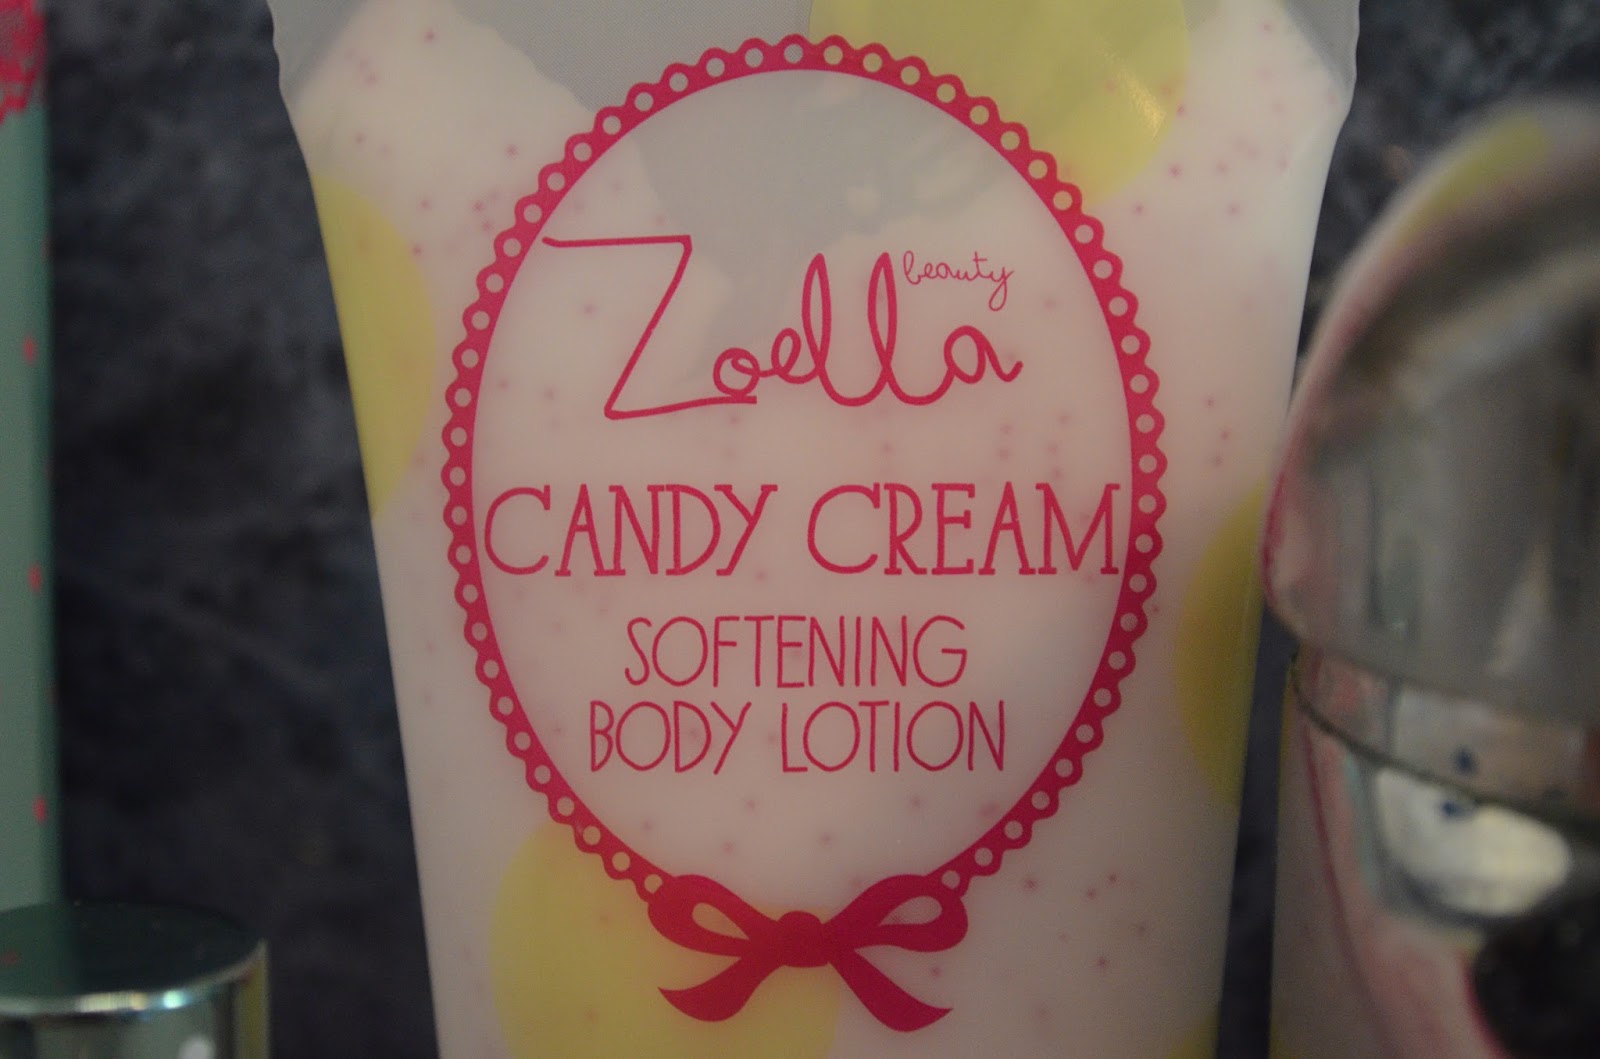 Zoella beauty
CANDY CREAM
SOFTENING
BODY LOTION